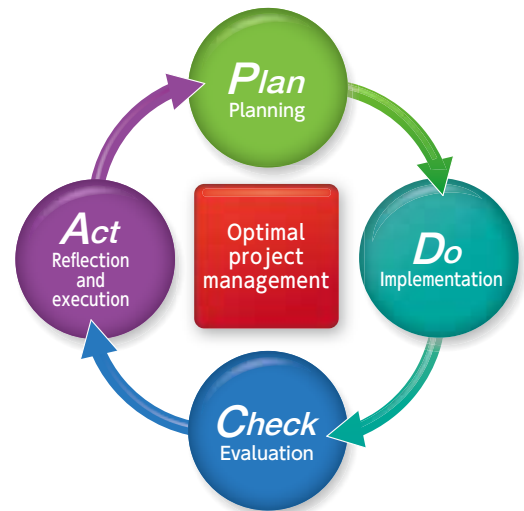 Plan
Planning
Do
Implementation
Check
Evaluation
Act
Reflection
and
execution
Optimal
project
management